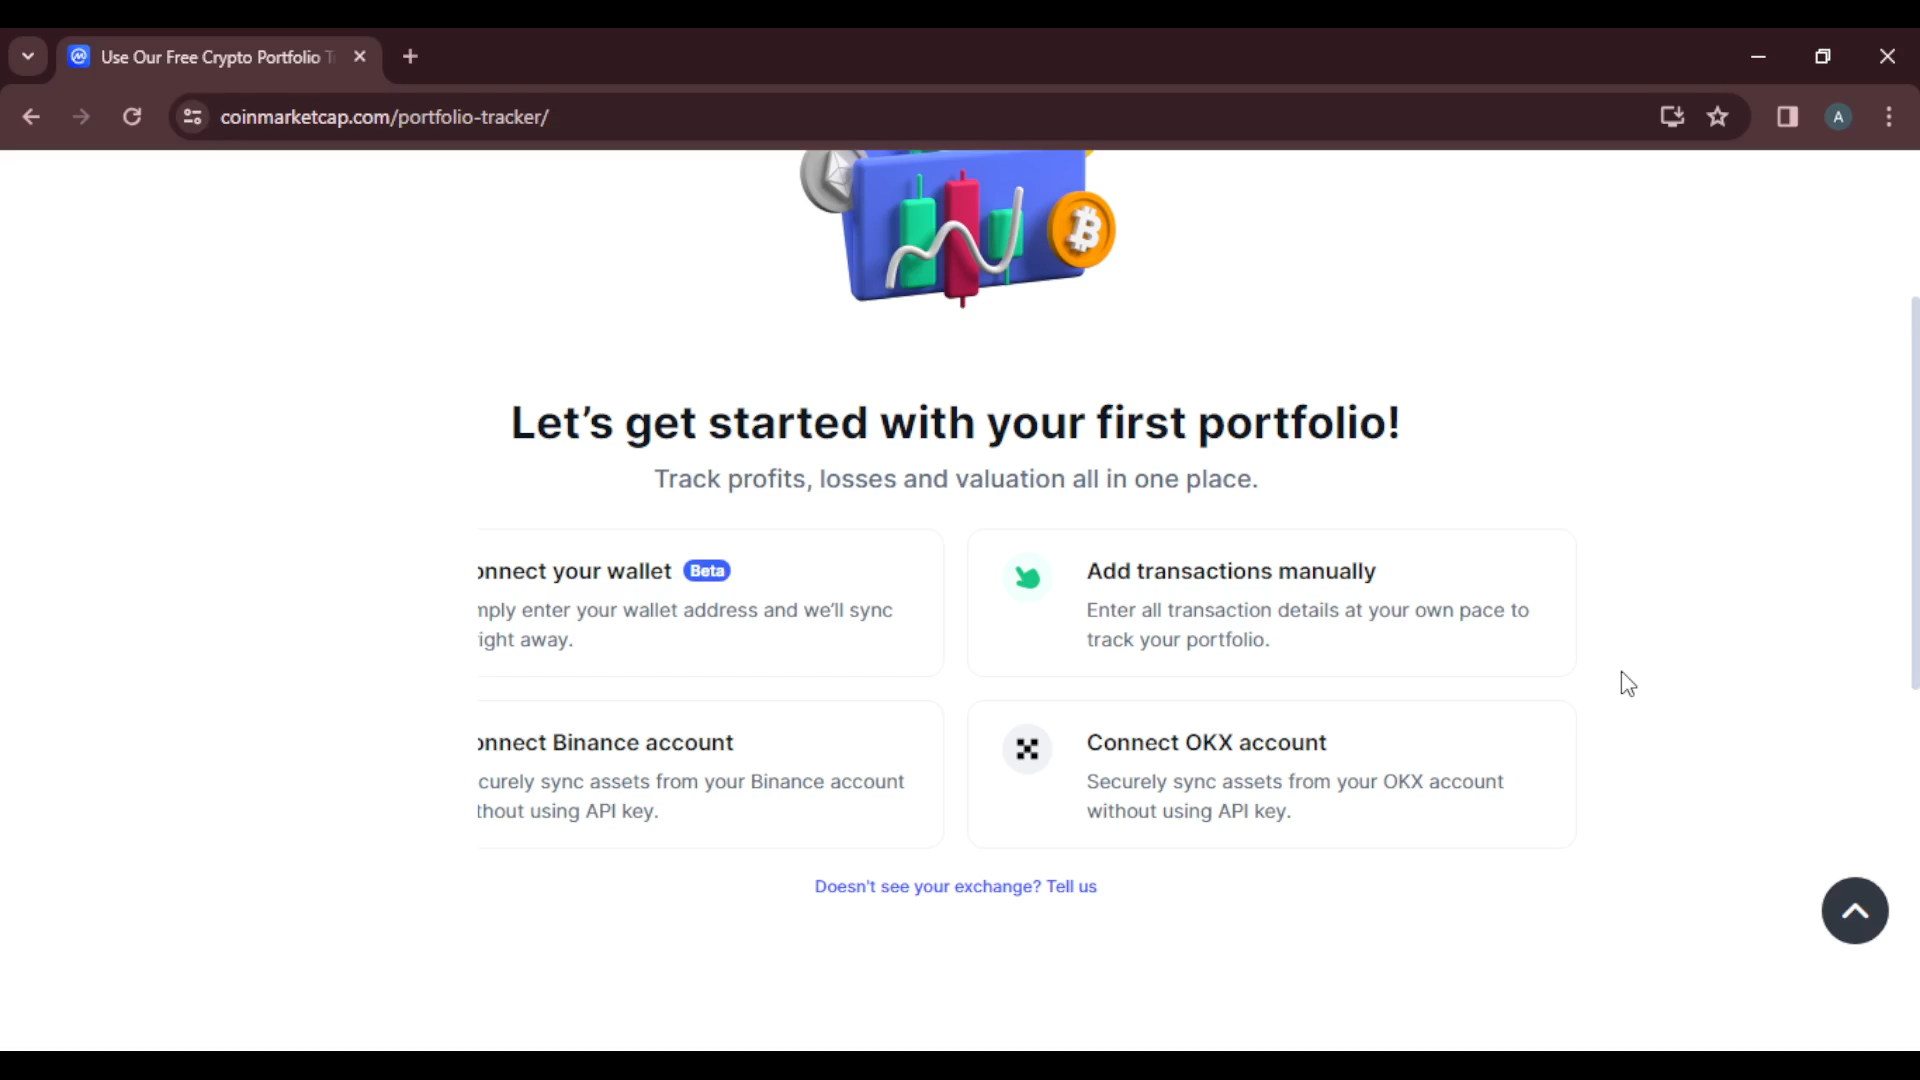 Use Our Free Crypto Portfolio
coinmarketcap.com/portfolio-tracker/
A
Let's get started with your first portfolio!
Track profits, losses and valuation all in one place.
onnect your wallet Beta
mply enter your wallet address and we'll sync
ight away.
Add transactions manually
Enter all transaction details at your own pace to
track your portfolio.
onnect Binance account
curely sync assets from your Binance account
thout using API key.
Connect OKX account
Securely sync assets from your OKX account
without using API key.
Doesn't see your exchange? Tell us